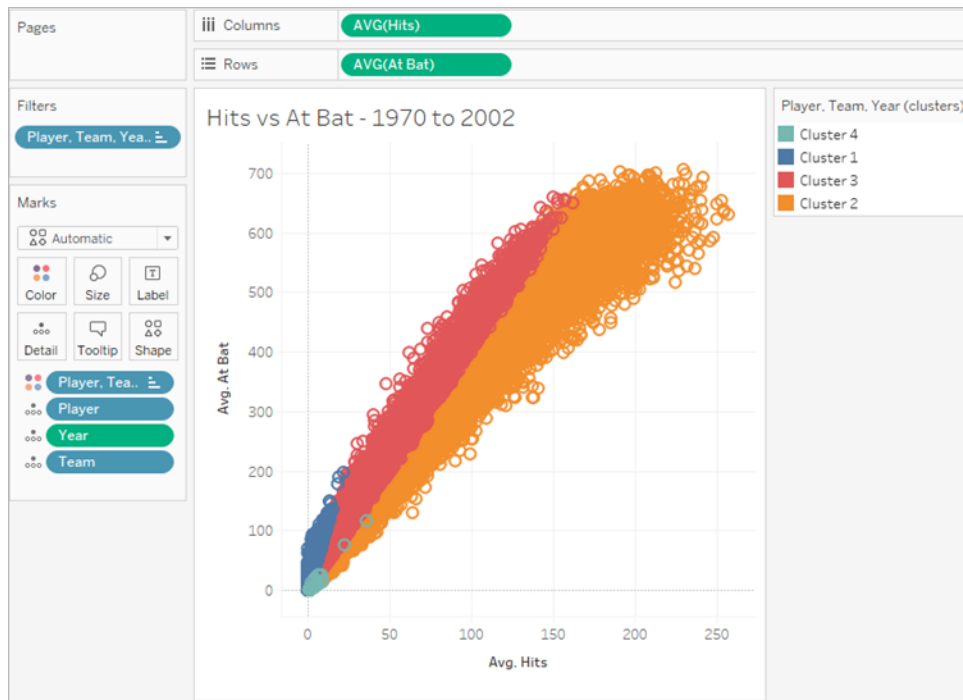 Pages
Columns
AVG(Hits)
Rows
AVG(At Bat)
Filters
Player, Team, Yea..
Marks
Automatic
Color
Size
Label
Detail
Tooltip
Shape
Player, Tea..
Player
Year
Team
Hits vs At Bat - 1970 to 2002
Avg. At Bat
700
600
500
400
300
200
100
0
0
50
100
150
200
250
Avg. Hits
Player, Team, Year (clusters)
Cluster 4
Cluster 1
Cluster 3
Cluster 2